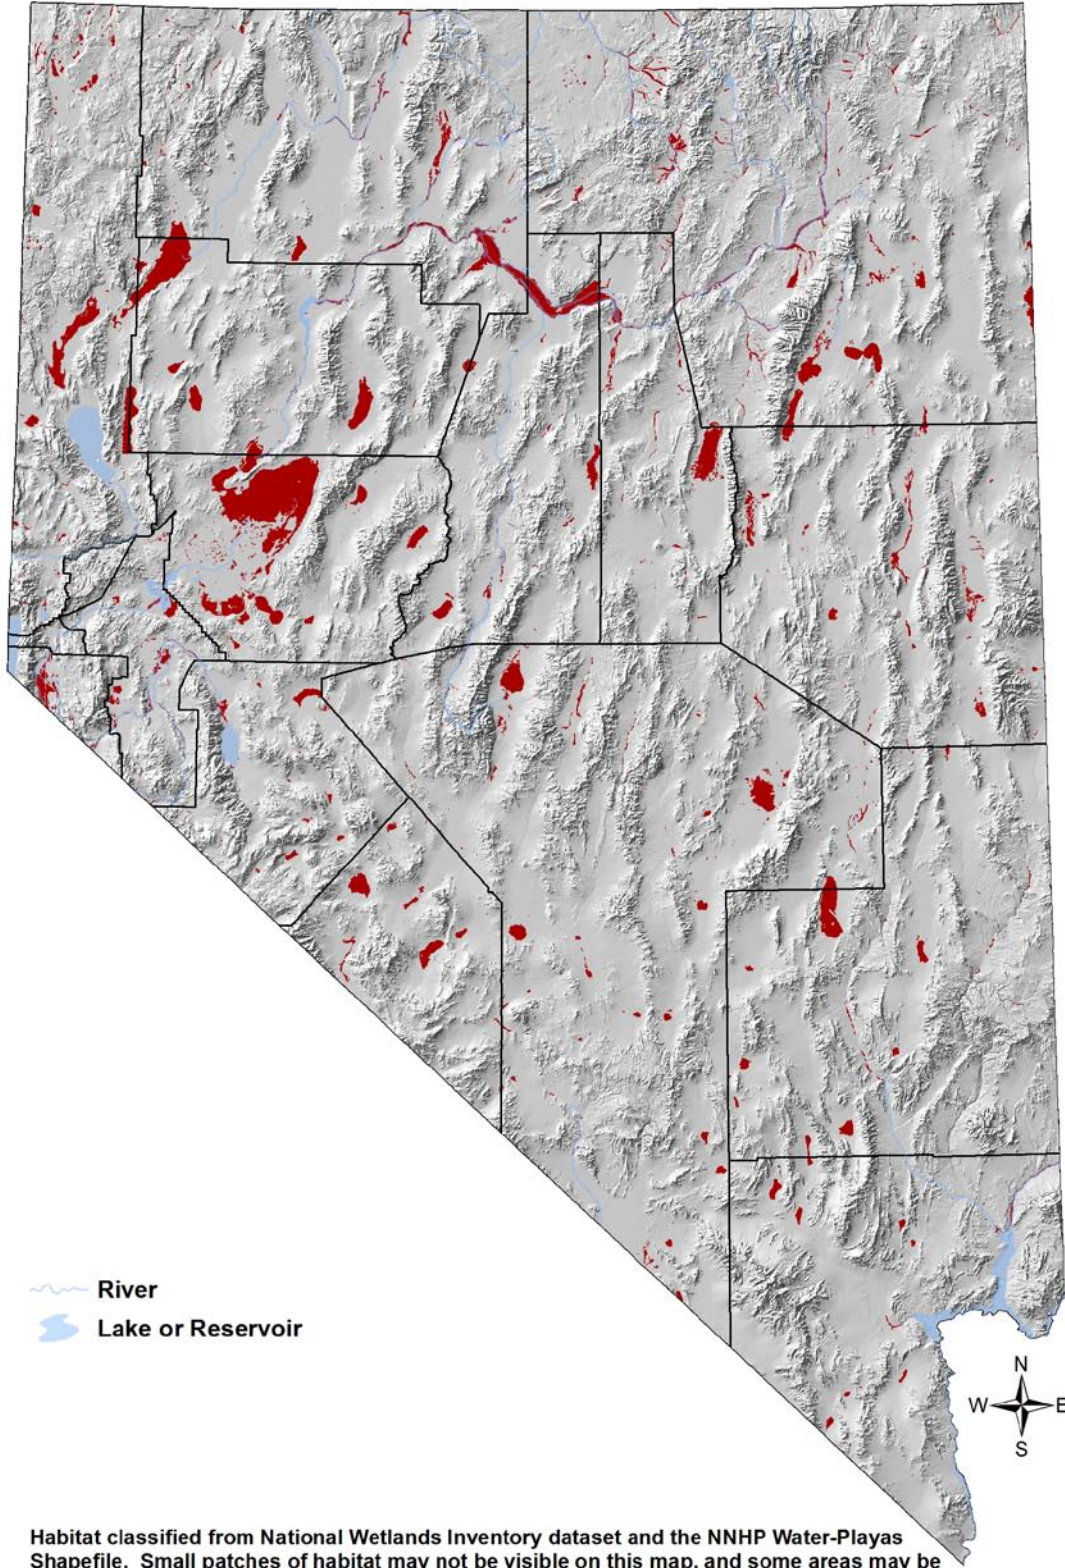 River
Lake or Reservoir
N
W E
S
Habitat classified from National Wetlands Inventory dataset and the NNHP Water-Playas
Shapefile. Small patches of habitat may not be visible on this map, and some areas may be